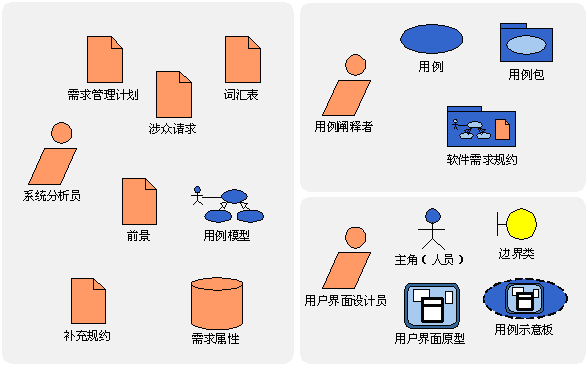 需求管理计划
词汇表
涉众请求
系统分析员
前景
用例模型
补充规约
需求属性
用例
用例包
用例阐释者
软件需求规约
主角（人员）
边界类
用户界面设计员
用户界面原型
用例示意板